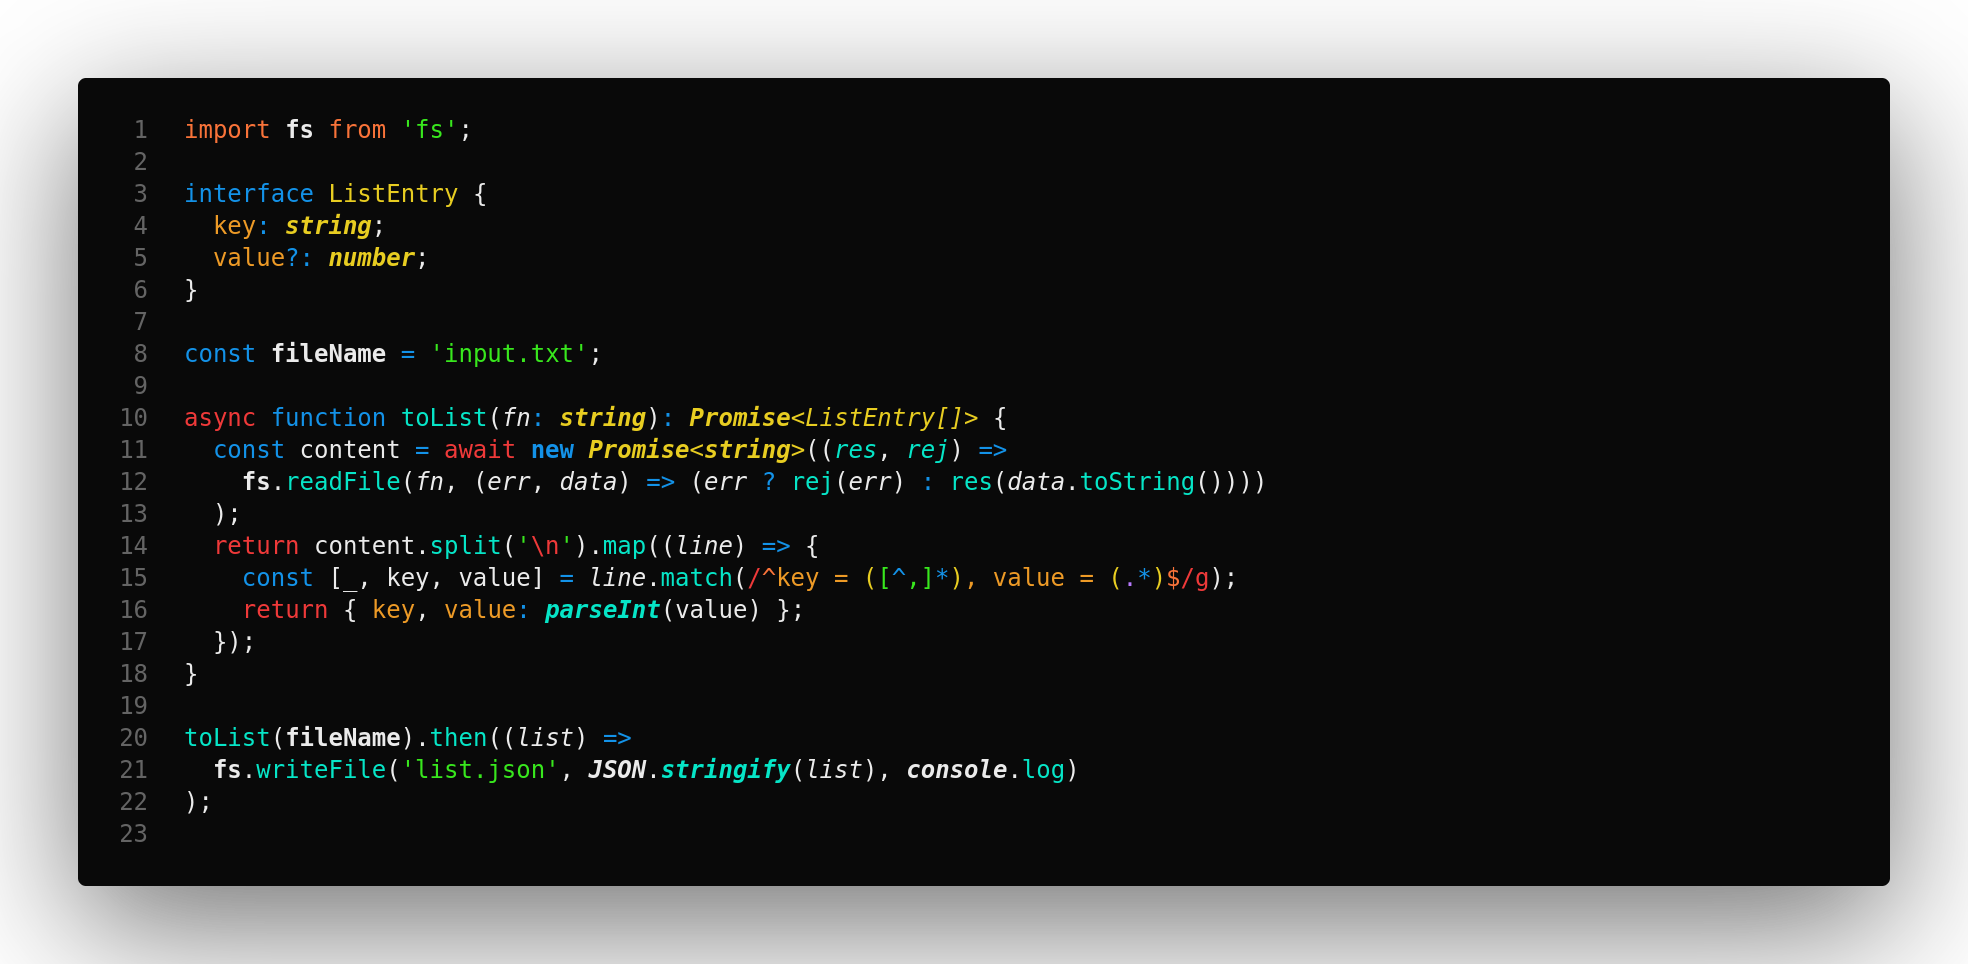 1 import fs from 'fs';
2
3 interface ListEntry {
4   key: string;
5   value?: number;
6 }
7
8 const fileName = 'input.txt';
9
10 async function toList(fn: string): Promise<ListEntry[]> {
11   const content = await new Promise<string>((res, rej) =>
12     fs.readFile(fn, (err, data) => (err ? rej(err) : res(data.toString())))
13   );
14   return content.split('\n').map((line) => {
15     const [_, key, value] = line.match(/^key = ([^,]*), value = (.*)$/g);
16     return { key, value: parseInt(value) };
17   });
18 }
19
20 toList(fileName).then((list) =>
21   fs.writeFile('list.json', JSON.stringify(list), console.log)
22 );
23